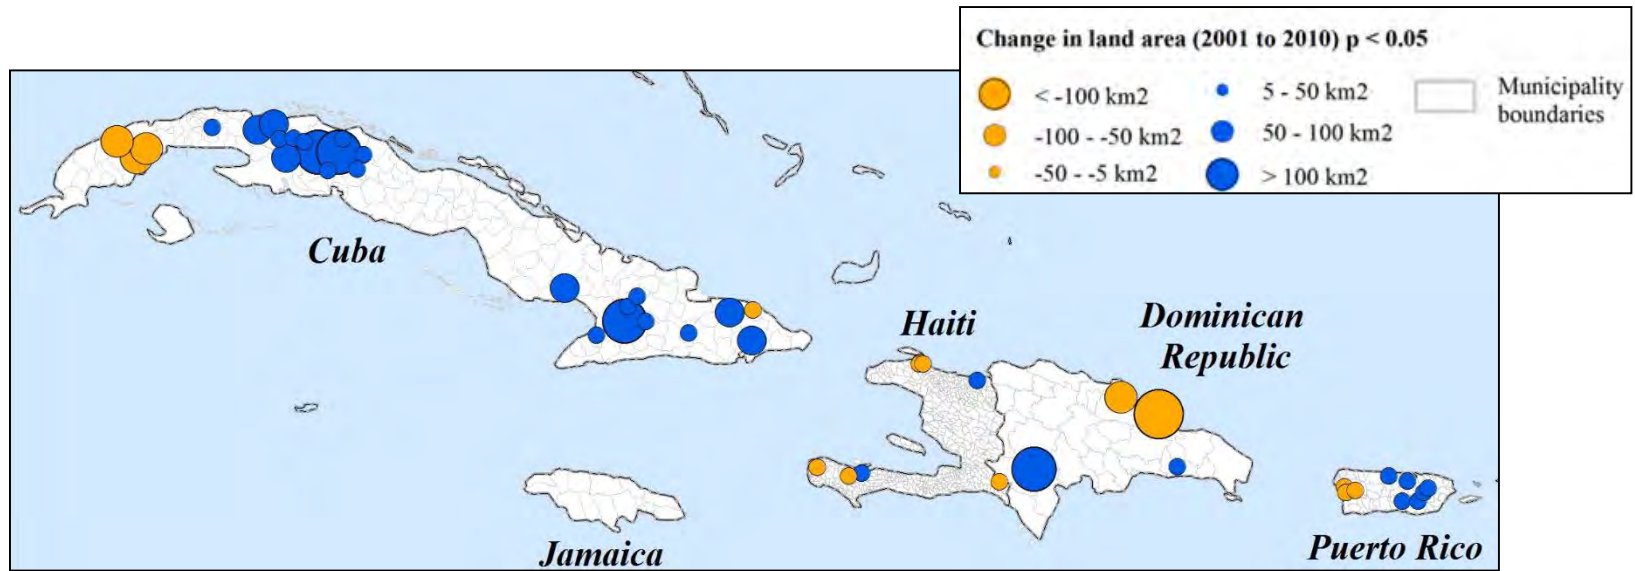 Change in land area (2001 to 2010) p < 0.05
< -100 km2
-100 - -50 km2
-50 - -5 km2
5 - 50 km2
50 - 100 km2
> 100 km2
Municipality
boundaries
Cuba
Haiti
Dominican
Republic
Jamaica
Puerto Rico